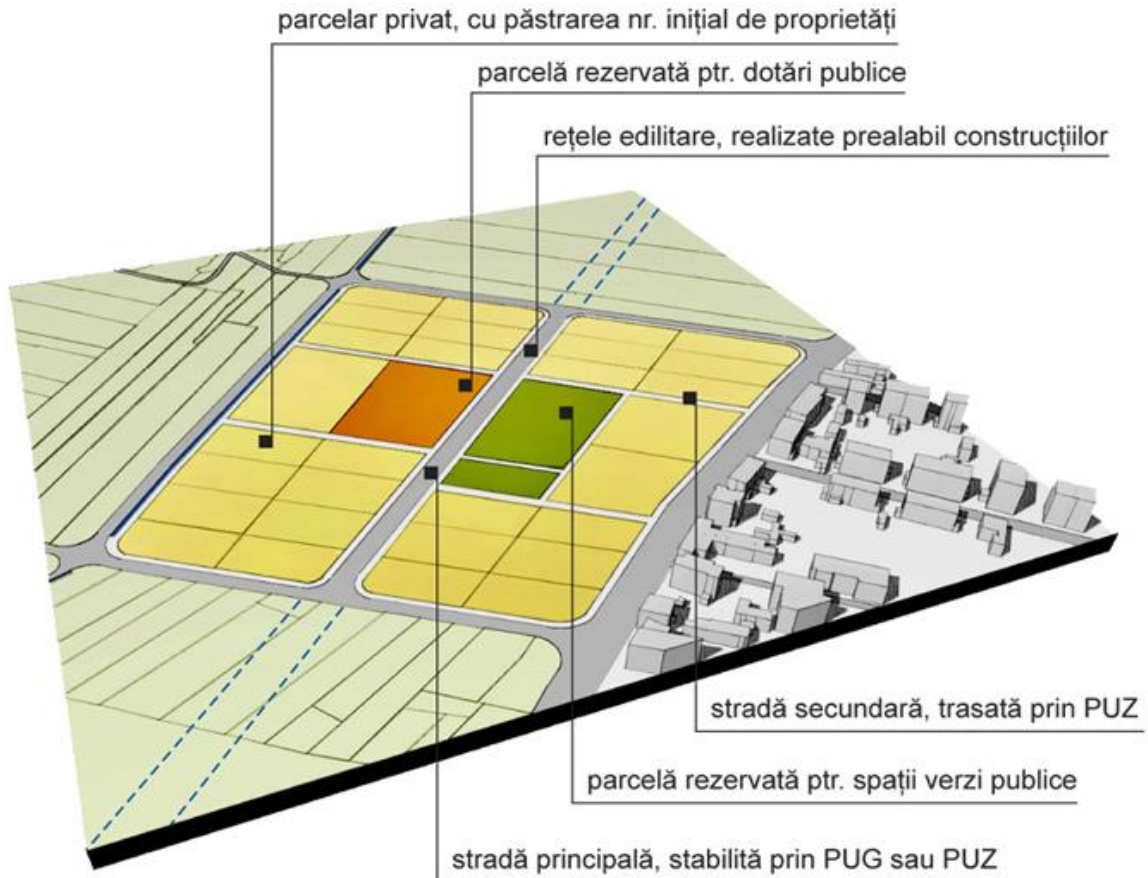 parcelar privat, cu păstrarea nr. inițial de proprietăți
parcelă rezervată ptr. dotări publice
rețele edilitare, realizate prealabil construcțiilor
stradă secundară, trasată prin PUZ
parcelă rezervată ptr. spații verzi publice
stradă principală, stabilită prin PUG sau PUZ